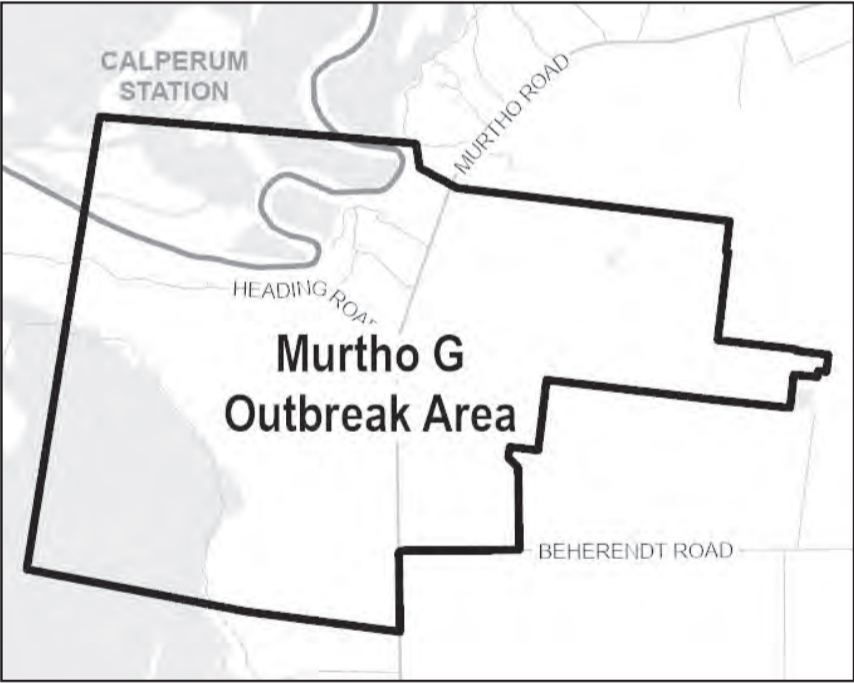 CALPERUM
STATION
MURTHO ROAD
HEADING ROAD
Murtho G
Outbreak Area
BEHERENDT ROAD